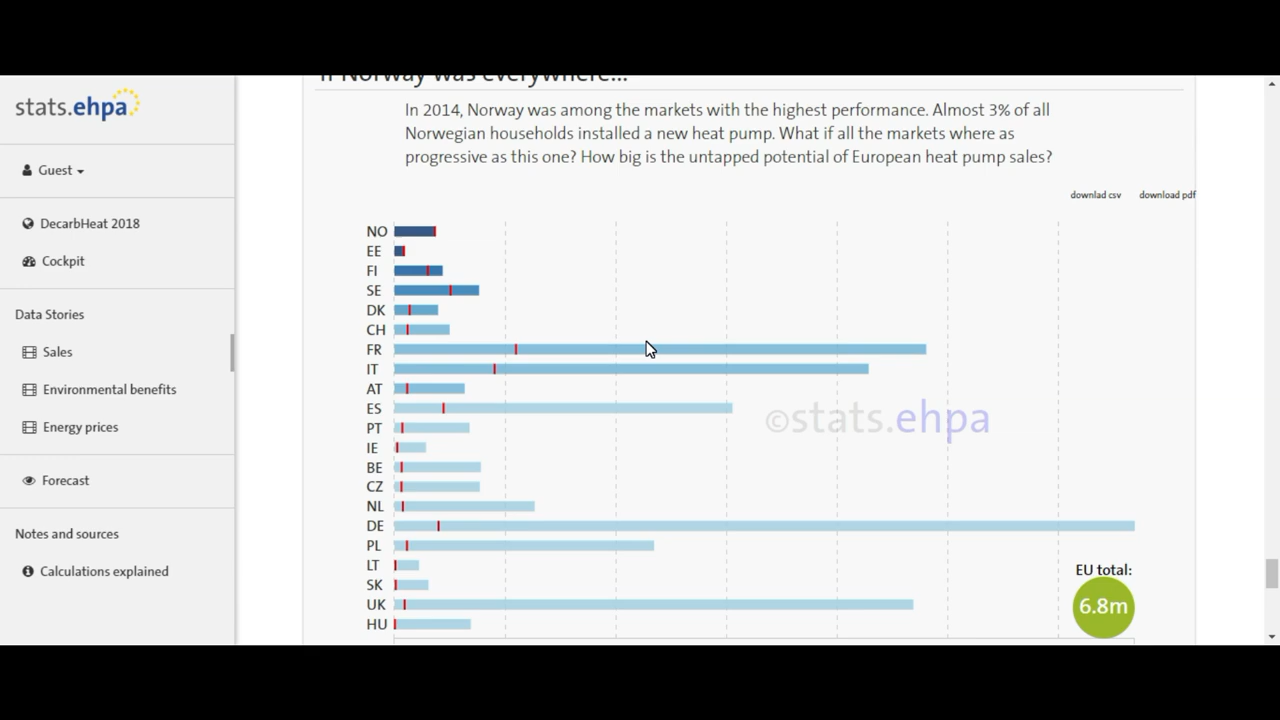 If Norway was everywhere...
stats.ehpa
In 2014, Norway was among the markets with the highest performance. Almost 3% of all
Norwegian households installed a new heat pump. What if all the markets where as
progressive as this one? How big is the untapped potential of European heat pump sales?
Guest
downlad csv download pdf
DecarbHeat 2018
Cockpit
Data Stories
Sales
Environmental benefits
Energy prices
Forecast
Notes and sources
Calculations explained
NO
EE
FI
SE
DK
CH
FR
IT
AT
ES
©stats.ehpa
PT
IE
BE
CZ
NL
DE
PL
LT
SK
UK
HU
EU total:
6.8m